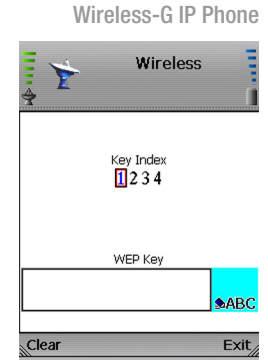 Wireless-G IP Phone
Wireless
Key Index
1 2 3 4
WEP Key
ABC
Clear Exit